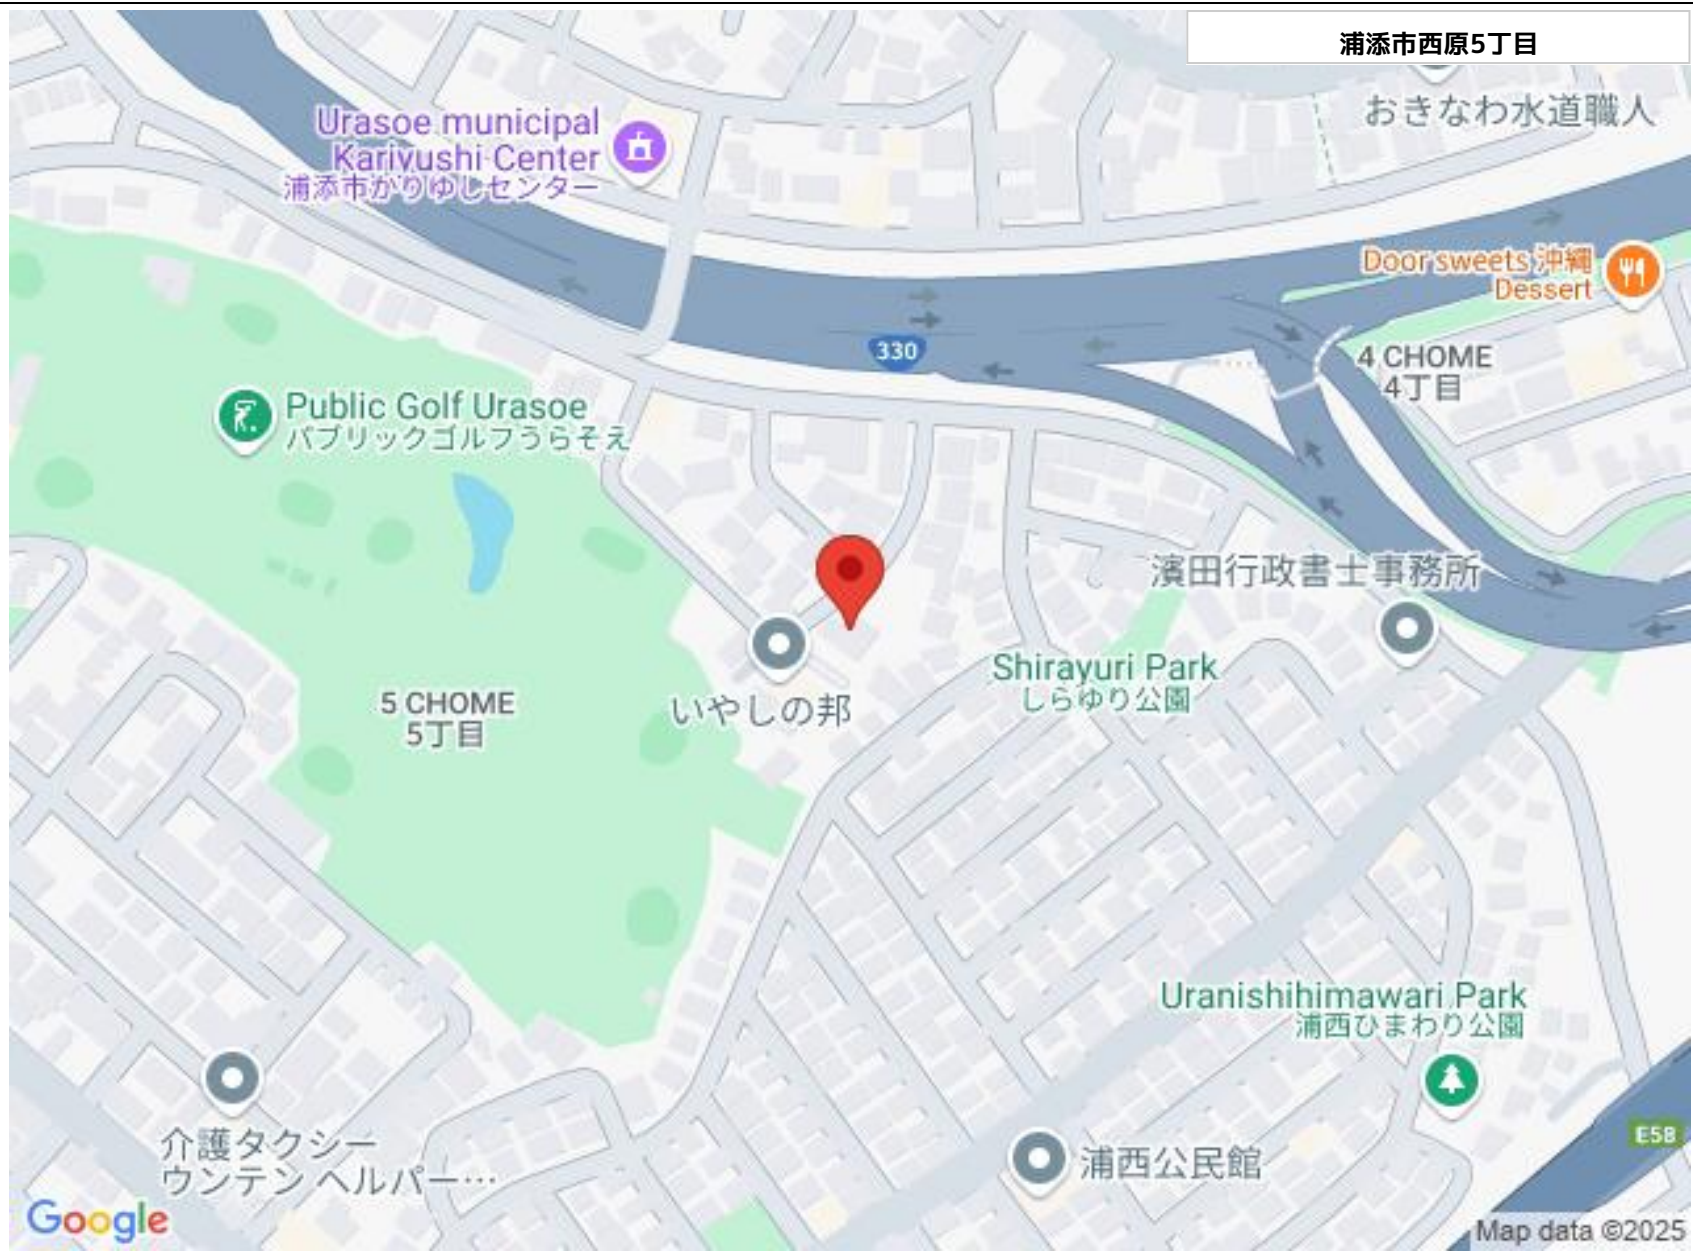 浦添市西原5丁目
おきなわ水道職人
Urasoe municipal
Kariyushi Center
浦添市かりゆしセンター
Door sweets 沖縄
Dessert
330
4 CHOME
4丁目
Public Golf Urasoe
パブリックゴルフうらそえ
濱田行政書士事務所
Shirayuri Park
しらゆり公園
5 CHOME
5丁目
いやしの邦
Uranishihimawari Park
浦西ひまわり公園
介護タクシー
ウンテン ヘルパー…
浦西公民館
E58
Google
Map data ©2025